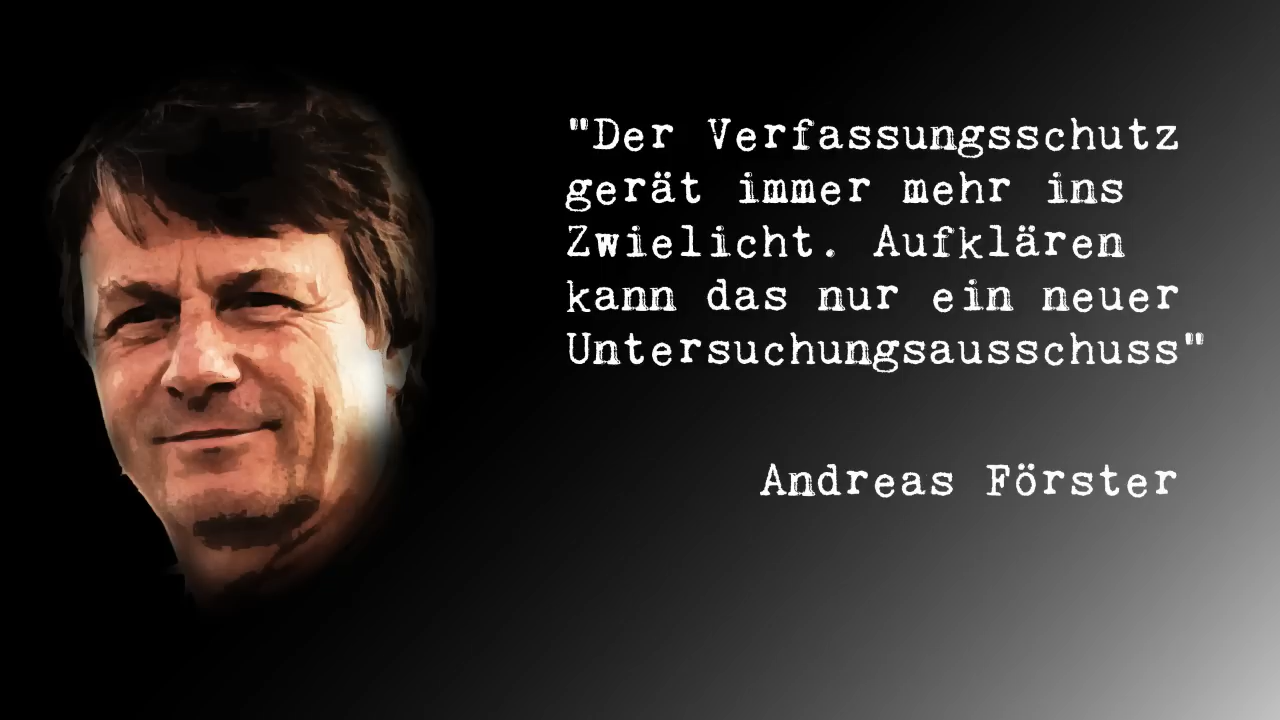 "Der Verfassungsschutz
gerät immer mehr ins
Zwielicht. Aufklären
kann das nur ein neuer
Untersuchungsausschuss"
Andreas Förster